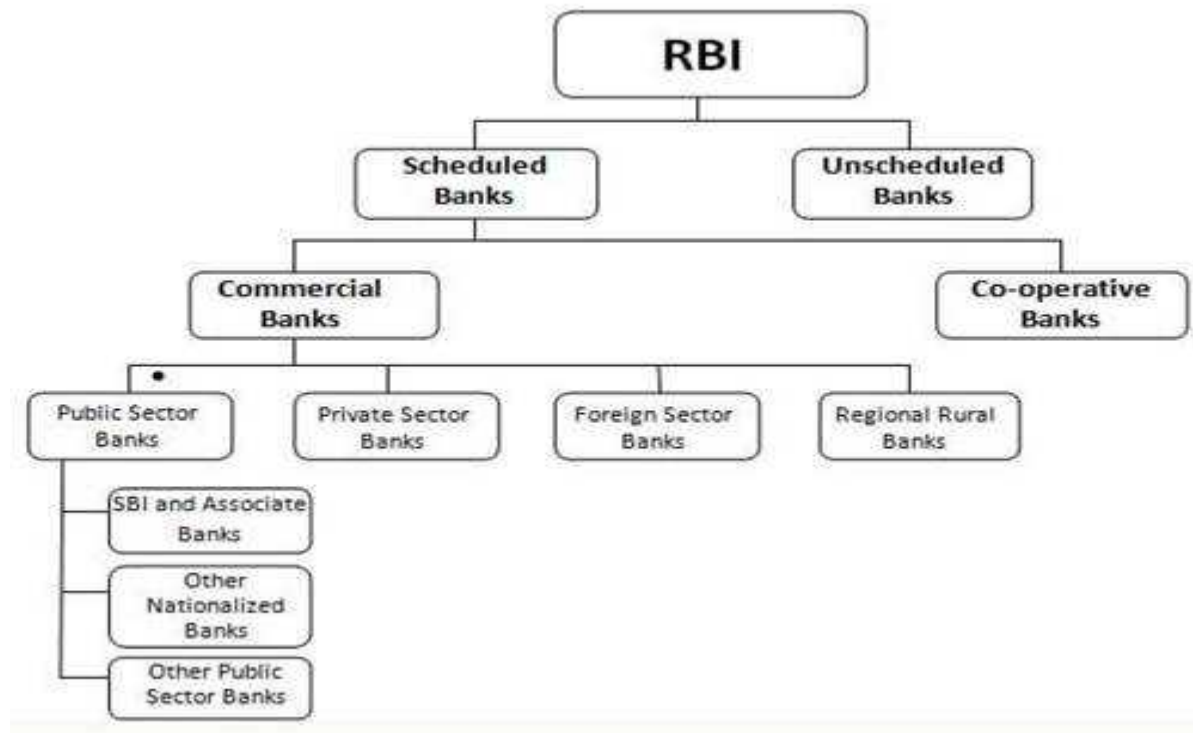 RBI
Scheduled
Banks
Unscheduled
Banks
Commercial
Banks
Co-operative
Banks
Public Sector
Banks
Private Sector
Banks
Foreign Sector
Banks
Regional Rural
Banks
SBI and Associate
Banks
Other
Nationalized
Banks
Other Public
Sector Banks